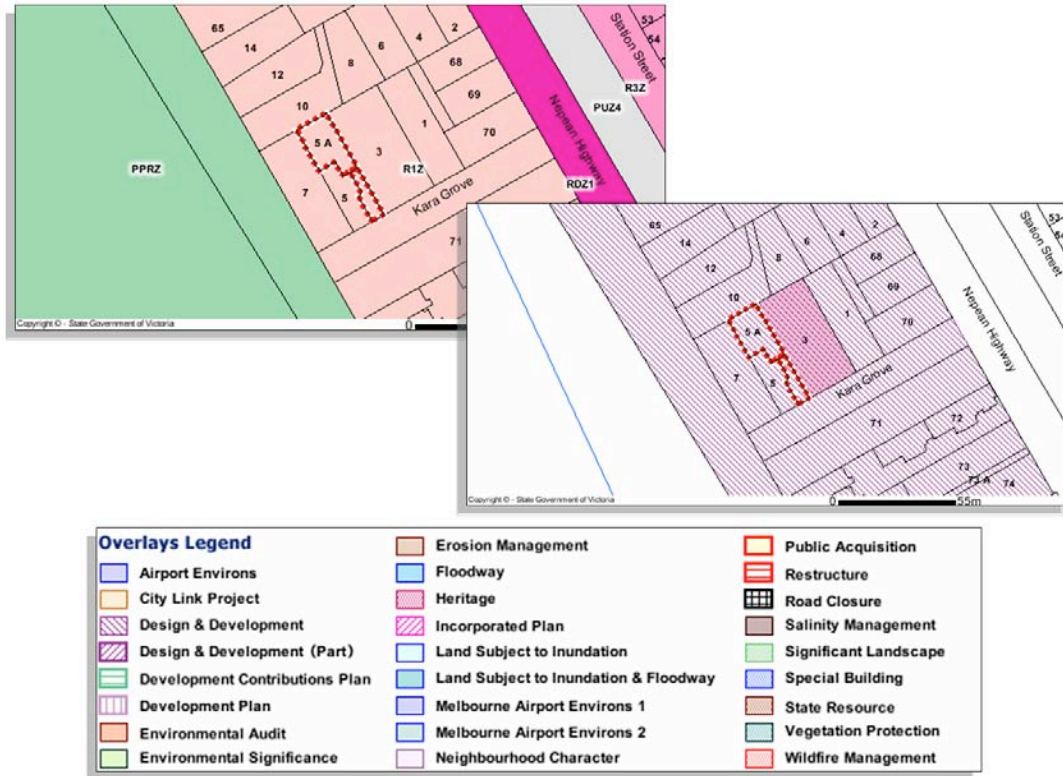 65
14
12
10
8
6
4
2
68
69
70
1
3
5 A
5
7
71
53
54
Station Street
R3Z
PUZ4
Nepean Highway
RDZ1
R1Z
PPRZ
Kara Grove
Copyright © - State Government of Victoria
0
65
14
12
10
8
6
4
2
68
69
70
1
3
5 A
5
7
71
72
73
73 A
74
53
54
Station Street
Nepean Highway
Kara Grove
Copyright © - State Government of Victoria
0 55m
Overlays Legend
Airport Environs
City Link Project
Design & Development
Design & Development (Part)
Development Contributions Plan
Development Plan
Environmental Audit
Environmental Significance
Erosion Management
Floodway
Heritage
Incorporated Plan
Land Subject to Inundation
Land Subject to Inundation & Floodway
Melbourne Airport Environs 1
Melbourne Airport Environs 2
Neighbourhood Character
Public Acquisition
Restructure
Road Closure
Salinity Management
Significant Landscape
Special Building
State Resource
Vegetation Protection
Wildfire Management